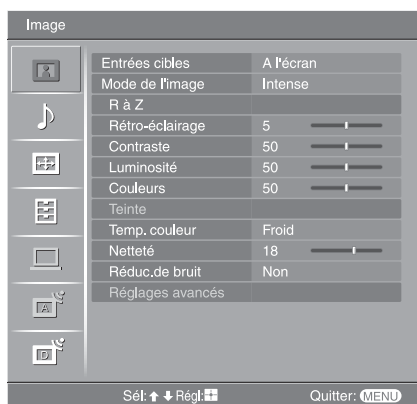 Image
Entrées cibles A l'écran
Mode de l'image Intense
R à Z
Rétro-éclairage 5
Contraste 50
Luminosité 50
Couleurs 50
Teinte
Temp. couleur Froid
Netteté 18
Réduc.de bruit Non
Réglages avancés
A
D
Sél: Régl: Quitter: MENU